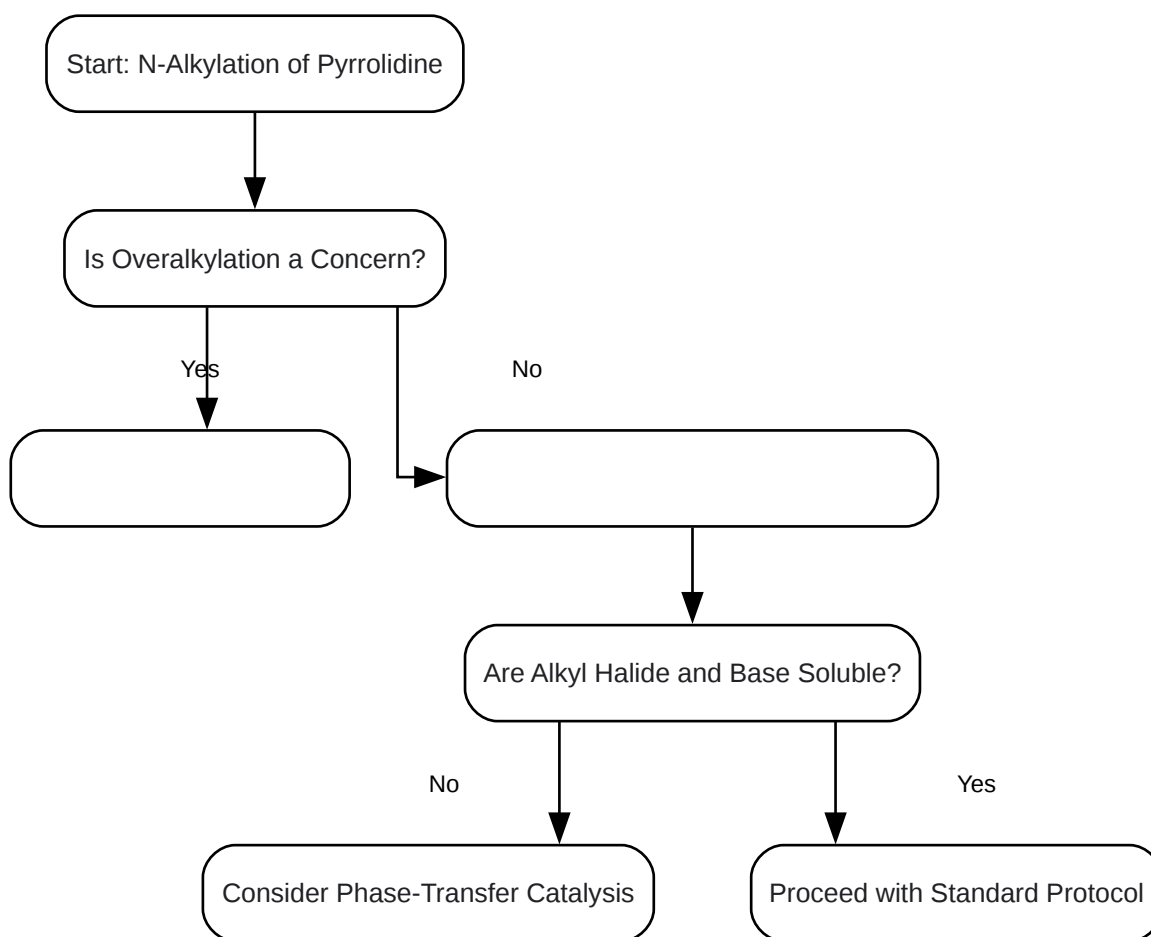 Start: N-Alkylation of Pyrrolidine
Is Overalkylation a Concern?
Yes
No
Are Alkyl Halide and Base Soluble?
No
Yes
Consider Phase-Transfer Catalysis
Proceed with Standard Protocol